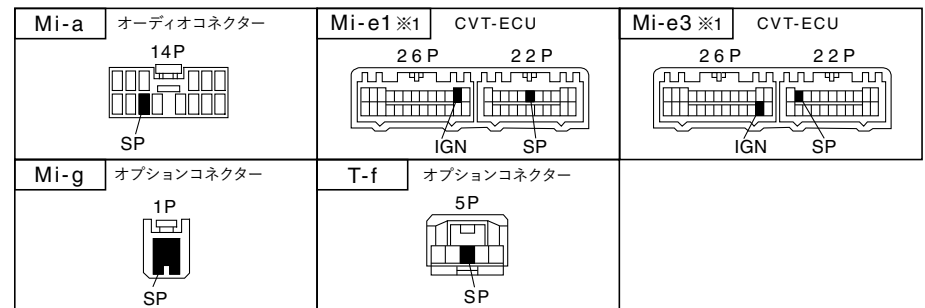 Mi-a オーディオコネクター
14P
SP
Mi-e1 ※1 CVT-ECU
26P 22P
IGN SP
Mi-e3 ※1 CVT-ECU
26P 22P
IGN SP
Mi-g オプションコネクター
1P
SP
T-f オプションコネクター
5P
SP